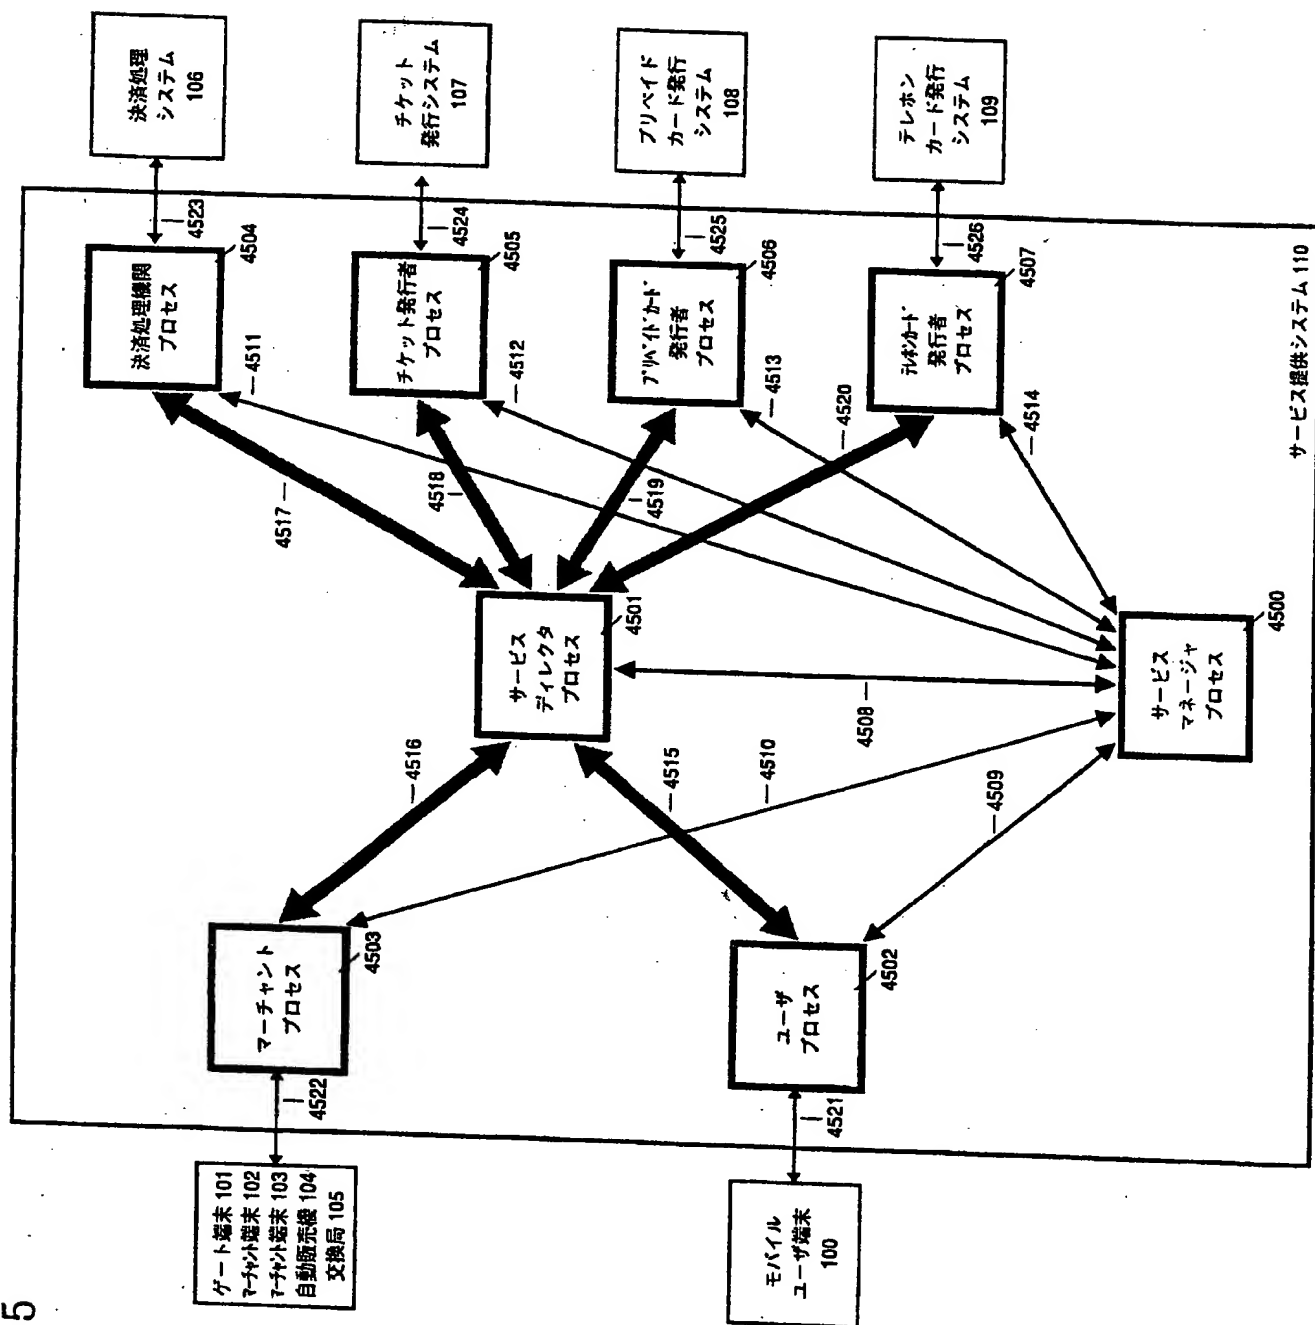 決済処理
システム
106
チケット
発行システム
107
プリペイド
カード発行
システム
108
テレホン
カード発行
システム
109
4523
4524
4525
4526
決済処理機関
プロセス
4504
チケット発行者
プロセス
4505
プリペイドカード
発行者
プロセス
4506
テレホンカード
発行者
プロセス
4507
4511
4512
4513
4514
4517
4518
4519
4520
サービス
ディレクタ
プロセス
4501
サービス
マネージャ
プロセス
4500
4508
4516
4515
4510
4509
マーチャント
プロセス
4503
ユーザ
プロセス
4502
4522
4521
ゲート端末 101
マーチャント端末 102
マーチャント端末 103
自動販売機 104
交換局 105
モバイル
ユーザ端末
100
サービス提供システム 110
5